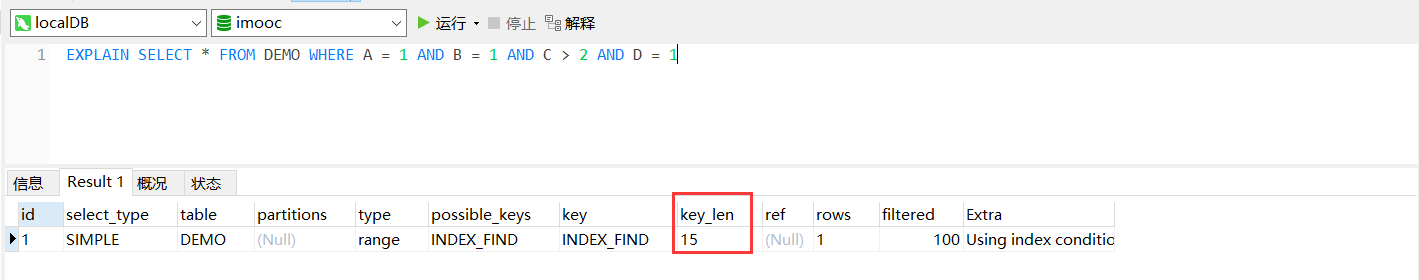 localDB imooc 运行 停止 解释
1 EXPLAIN SELECT * FROM DEMO WHERE A = 1 AND B = 1 AND C > 2 AND D = 1
信息 Result 1 概况 状态
id select_type table partitions type possible_keys key key_len ref rows filtered Extra
1 SIMPLE DEMO (Null) range INDEX_FIND INDEX_FIND 15 (Null) 1 100 Using index conditio